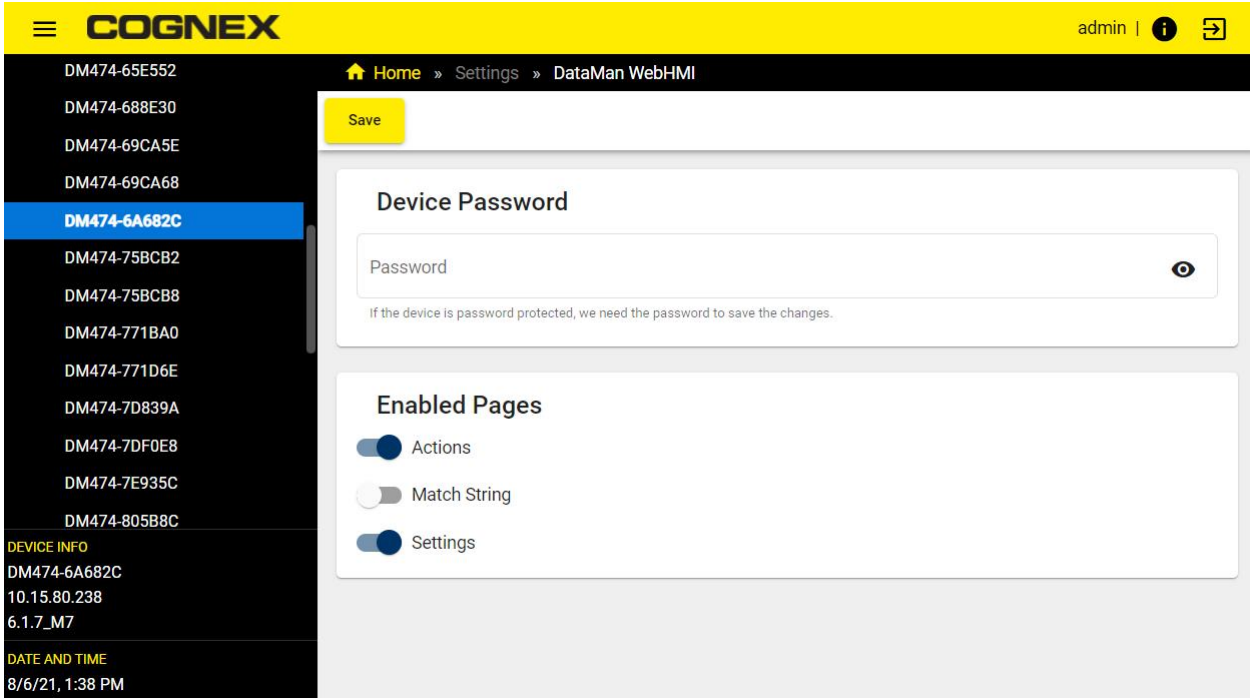 COGNEX
admin |
DM474-65E552
DM474-688E30
DM474-69CA5E
DM474-69CA68
DM474-6A682C
DM474-75BCB2
DM474-75BCB8
DM474-771BA0
DM474-771D6E
DM474-7D839A
DM474-7DF0E8
DM474-7E935C
DM474-805B8C
DEVICE INFO
DM474-6A682C
10.15.80.238
6.1.7_M7
DATE AND TIME
8/6/21, 1:38 PM
Home » Settings » DataMan WebHMI
Save
Device Password
Password
If the device is password protected, we need the password to save the changes.
Enabled Pages
Actions
Match String
Settings